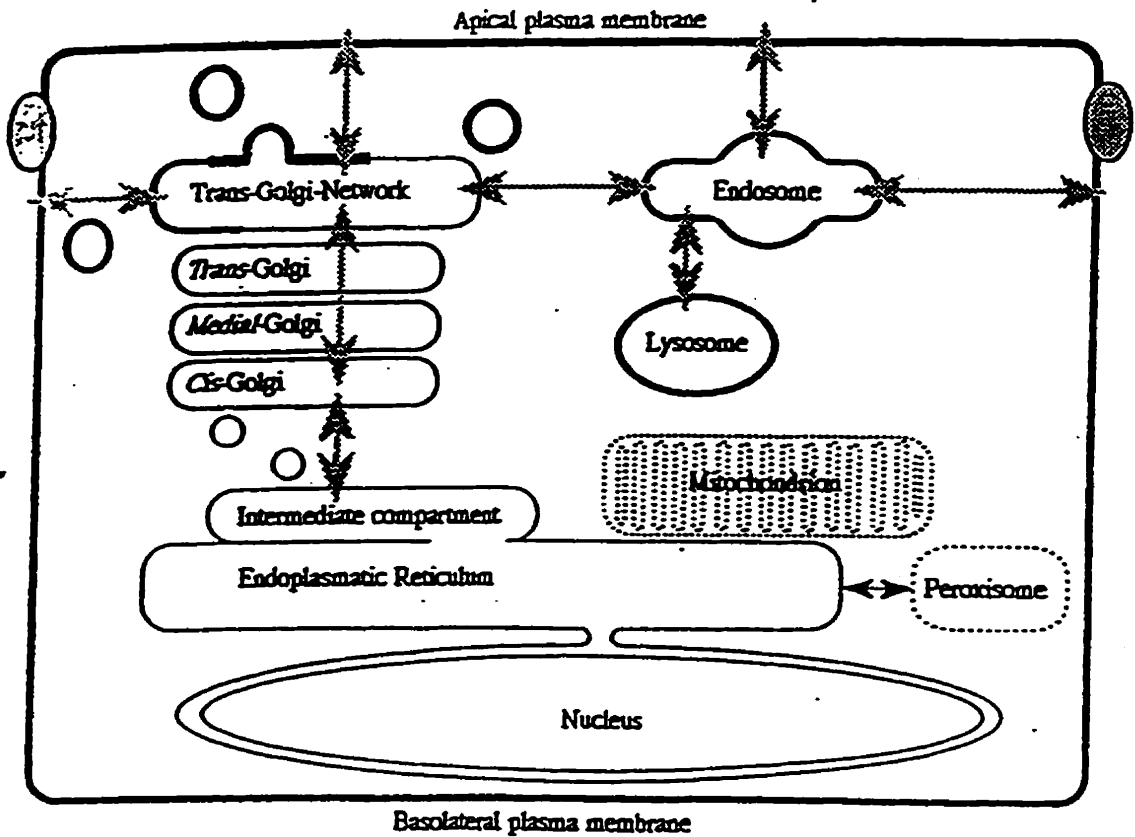 Apical plasma membrane
Trans-Golgi-Network
Endosome
Trans-Golgi
Medial-Golgi
Lysosome
Cis-Golgi
Mitochondrion
Intermediate compartment
Endoplasmatic Reticulum
Peroxisome
Nucleus
Basolateral plasma membrane